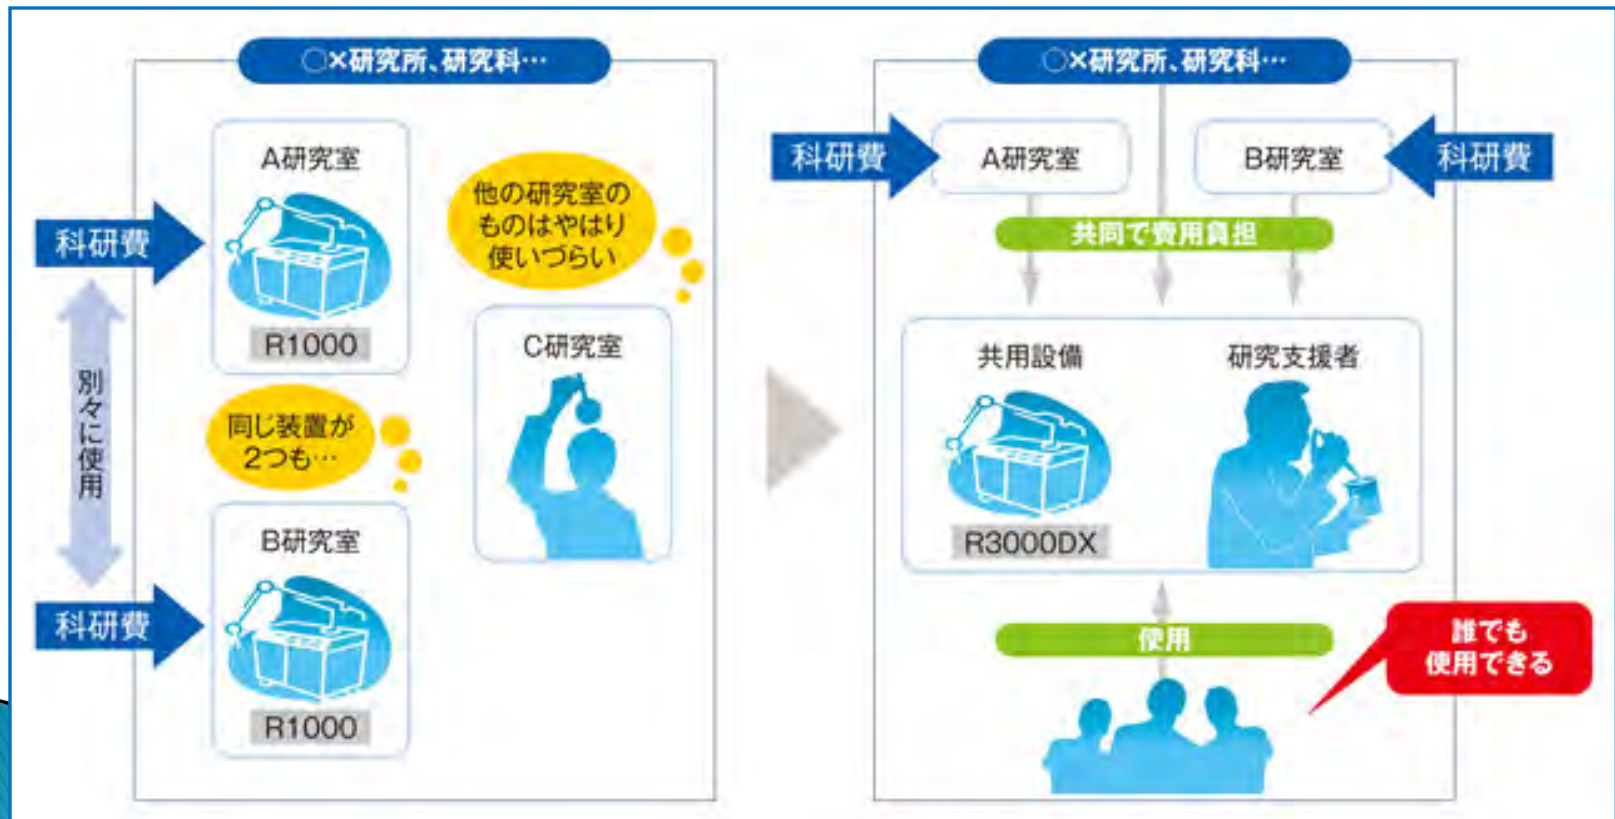 ○×研究所、研究科…
A研究室
科研費
R1000
他の研究室の
ものはやはり
使いづらい
C研究室
別々に使用
同じ装置が
2つも…
B研究室
科研費
R1000
○×研究所、研究科…
科研費
A研究室
B研究室
科研費
共同で費用負担
共用設備
研究支援者
R3000DX
使用
誰でも
使用できる